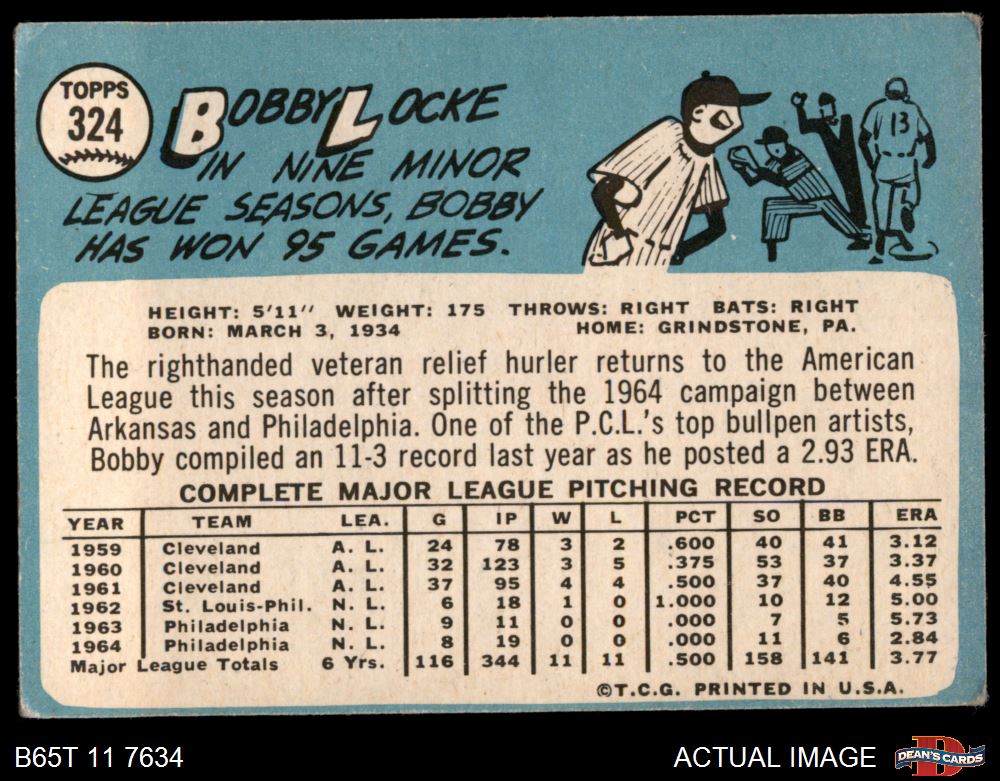 TOPPS
324
BOBBY LOCKE
IN NINE MINOR
LEAGUE SEASONS, BOBBY
HAS WON 95 GAMES.
13
HEIGHT: 5'11" WEIGHT: 175 THROWS: RIGHT BATS: RIGHT
BORN: MARCH 3, 1934 HOME: GRINDSTONE, PA.
The righthanded veteran relief hurler returns to the American
League this season after splitting the 1964 campaign between
Arkansas and Philadelphia. One of the P.C.L.'s top bullpen artists,
Bobby compiled an 11-3 record last year as he posted a 2.93 ERA.
COMPLETE MAJOR LEAGUE PITCHING RECORD
YEAR TEAM LEA. G IP W L PCT SO BB ERA
1959 Cleveland A. L. 24 78 3 2 .600 40 41 3.12
1960 Cleveland A. L. 32 123 3 5 .375 53 37 3.37
1961 Cleveland A. L. 37 95 4 4 .500 37 40 4.55
1962 St. Louis-Phil. N. L. 6 18 1 0 1.000 10 12 5.00
1963 Philadelphia N. L. 9 11 0 0 .000 7 5 5.73
1964 Philadelphia N. L. 8 19 0 0 .000 11 6 2.84
Major League Totals 6 Yrs. 116 344 11 11 .500 158 141 3.77
©T.C.G. PRINTED IN U.S.A.
B65T 11 7634 ACTUAL IMAGE DEAN'S CARDS